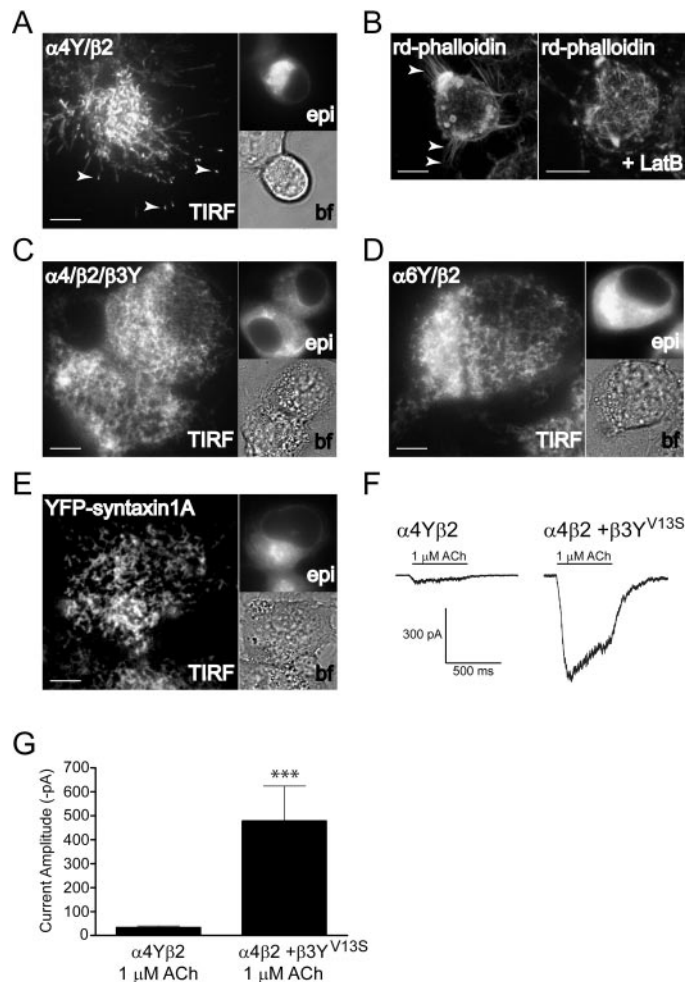 A
α4Y/β2
epi
TIRF
bf
B
rd-phalloidin
rd-phalloidin
+ LatB
C
α4/β2/β3Y
epi
TIRF
bf
D
α6Y/β2
epi
TIRF
bf
E
YFP-syntaxin1A
epi
TIRF
bf
F
α4Yβ2
α4β2 +β3Y^V13S
1 μM ACh
1 μM ACh
300 pA
500 ms
G
Current Amplitude (-pA)
700
600
500
400
300
200
100
0
***
α4Yβ2
1 μM ACh
α4β2 +β3Y^V13S
1 μM ACh